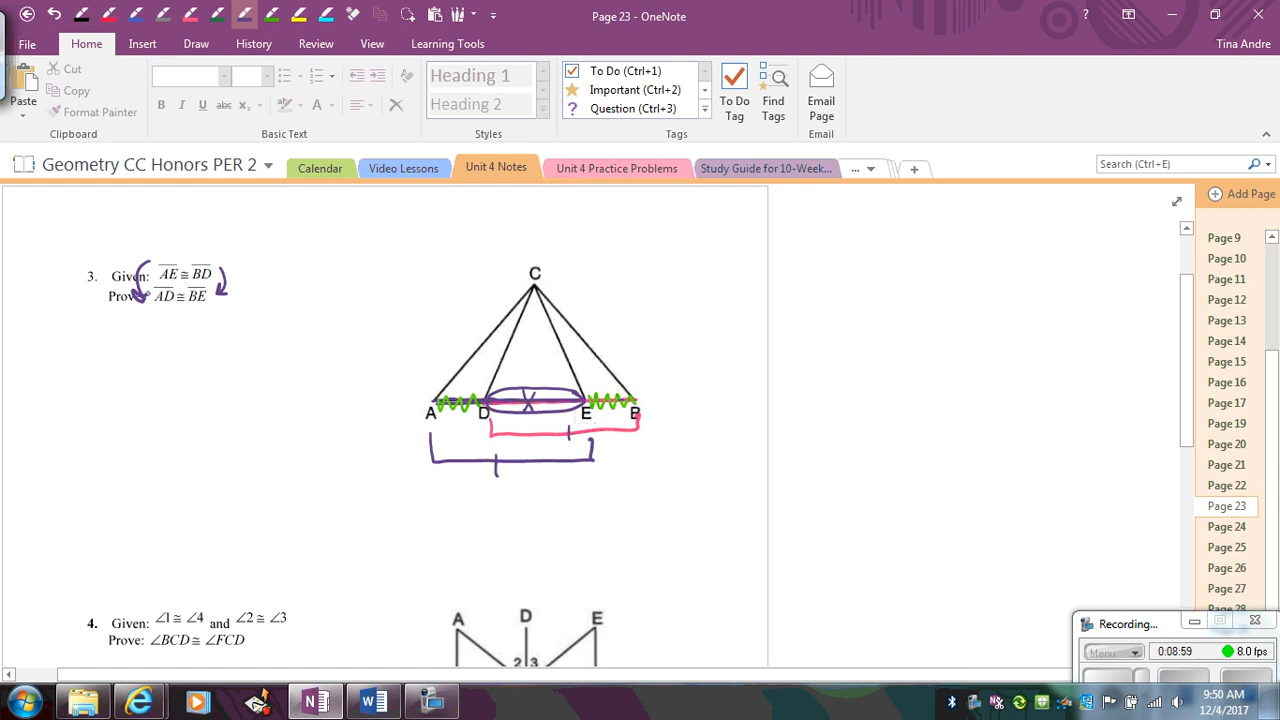 Page 23 - OneNote
?
File
Home
Insert
Draw
History
Review
View
Learning Tools
Tina Andre
Paste
Cut
Copy
Format Painter
Clipboard
B I U abc x₂ A
Basic Text
Heading 1
Heading 2
Styles
To Do (Ctrl+1)
Important (Ctrl+2)
? Question (Ctrl+3)
Tags
To Do Tag
Find Tags
Email Page
Email
Geometry CC Honors PER 2
Calendar
Video Lessons
Unit 4 Notes
Unit 4 Practice Problems
Study Guide for 10-Week...
...
Search (Ctrl+E)
Add Page
Page 9
Page 10
Page 11
Page 12
Page 13
Page 14
Page 15
Page 16
Page 17
Page 18
Page 19
Page 20
Page 21
Page 22
Page 23
Page 24
Page 25
Page 26
Page 27
Page 28
3. Given: AE ≅ BD
Prove: AD ≅ BE
C
A D E B
4. Given: ∠1 ≅ ∠4 and ∠2 ≅ ∠3
Prove: ∠BCD ≅ ∠FCD
A D E
2 3
Recording...
Menu
0:08:59
8.0 fps
9:50 AM
12/4/2017